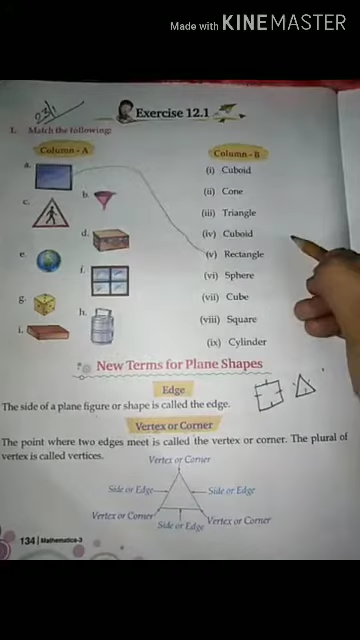 Made with KINEMASTER
23/1
Exercise 12.1
1. Match the following:
Column - A
Column - B
a.
(i) Cuboid
b.
(ii) Cone
c.
(iii) Triangle
d.
(iv) Cuboid
e.
(v) Rectangle
f.
(vi) Sphere
g.
(vii) Cube
h.
(viii) Square
i.
(ix) Cylinder
New Terms for Plane Shapes
Edge
The side of a plane figure or shape is called the edge.
Vertex or Corner
The point where two edges meet is called the vertex or corner. The plural of
vertex is called vertices.
Vertex or Corner
Side or Edge
Side or Edge
Vertex or Corner
Side or Edge
Vertex or Corner
134 | Mathematics-3